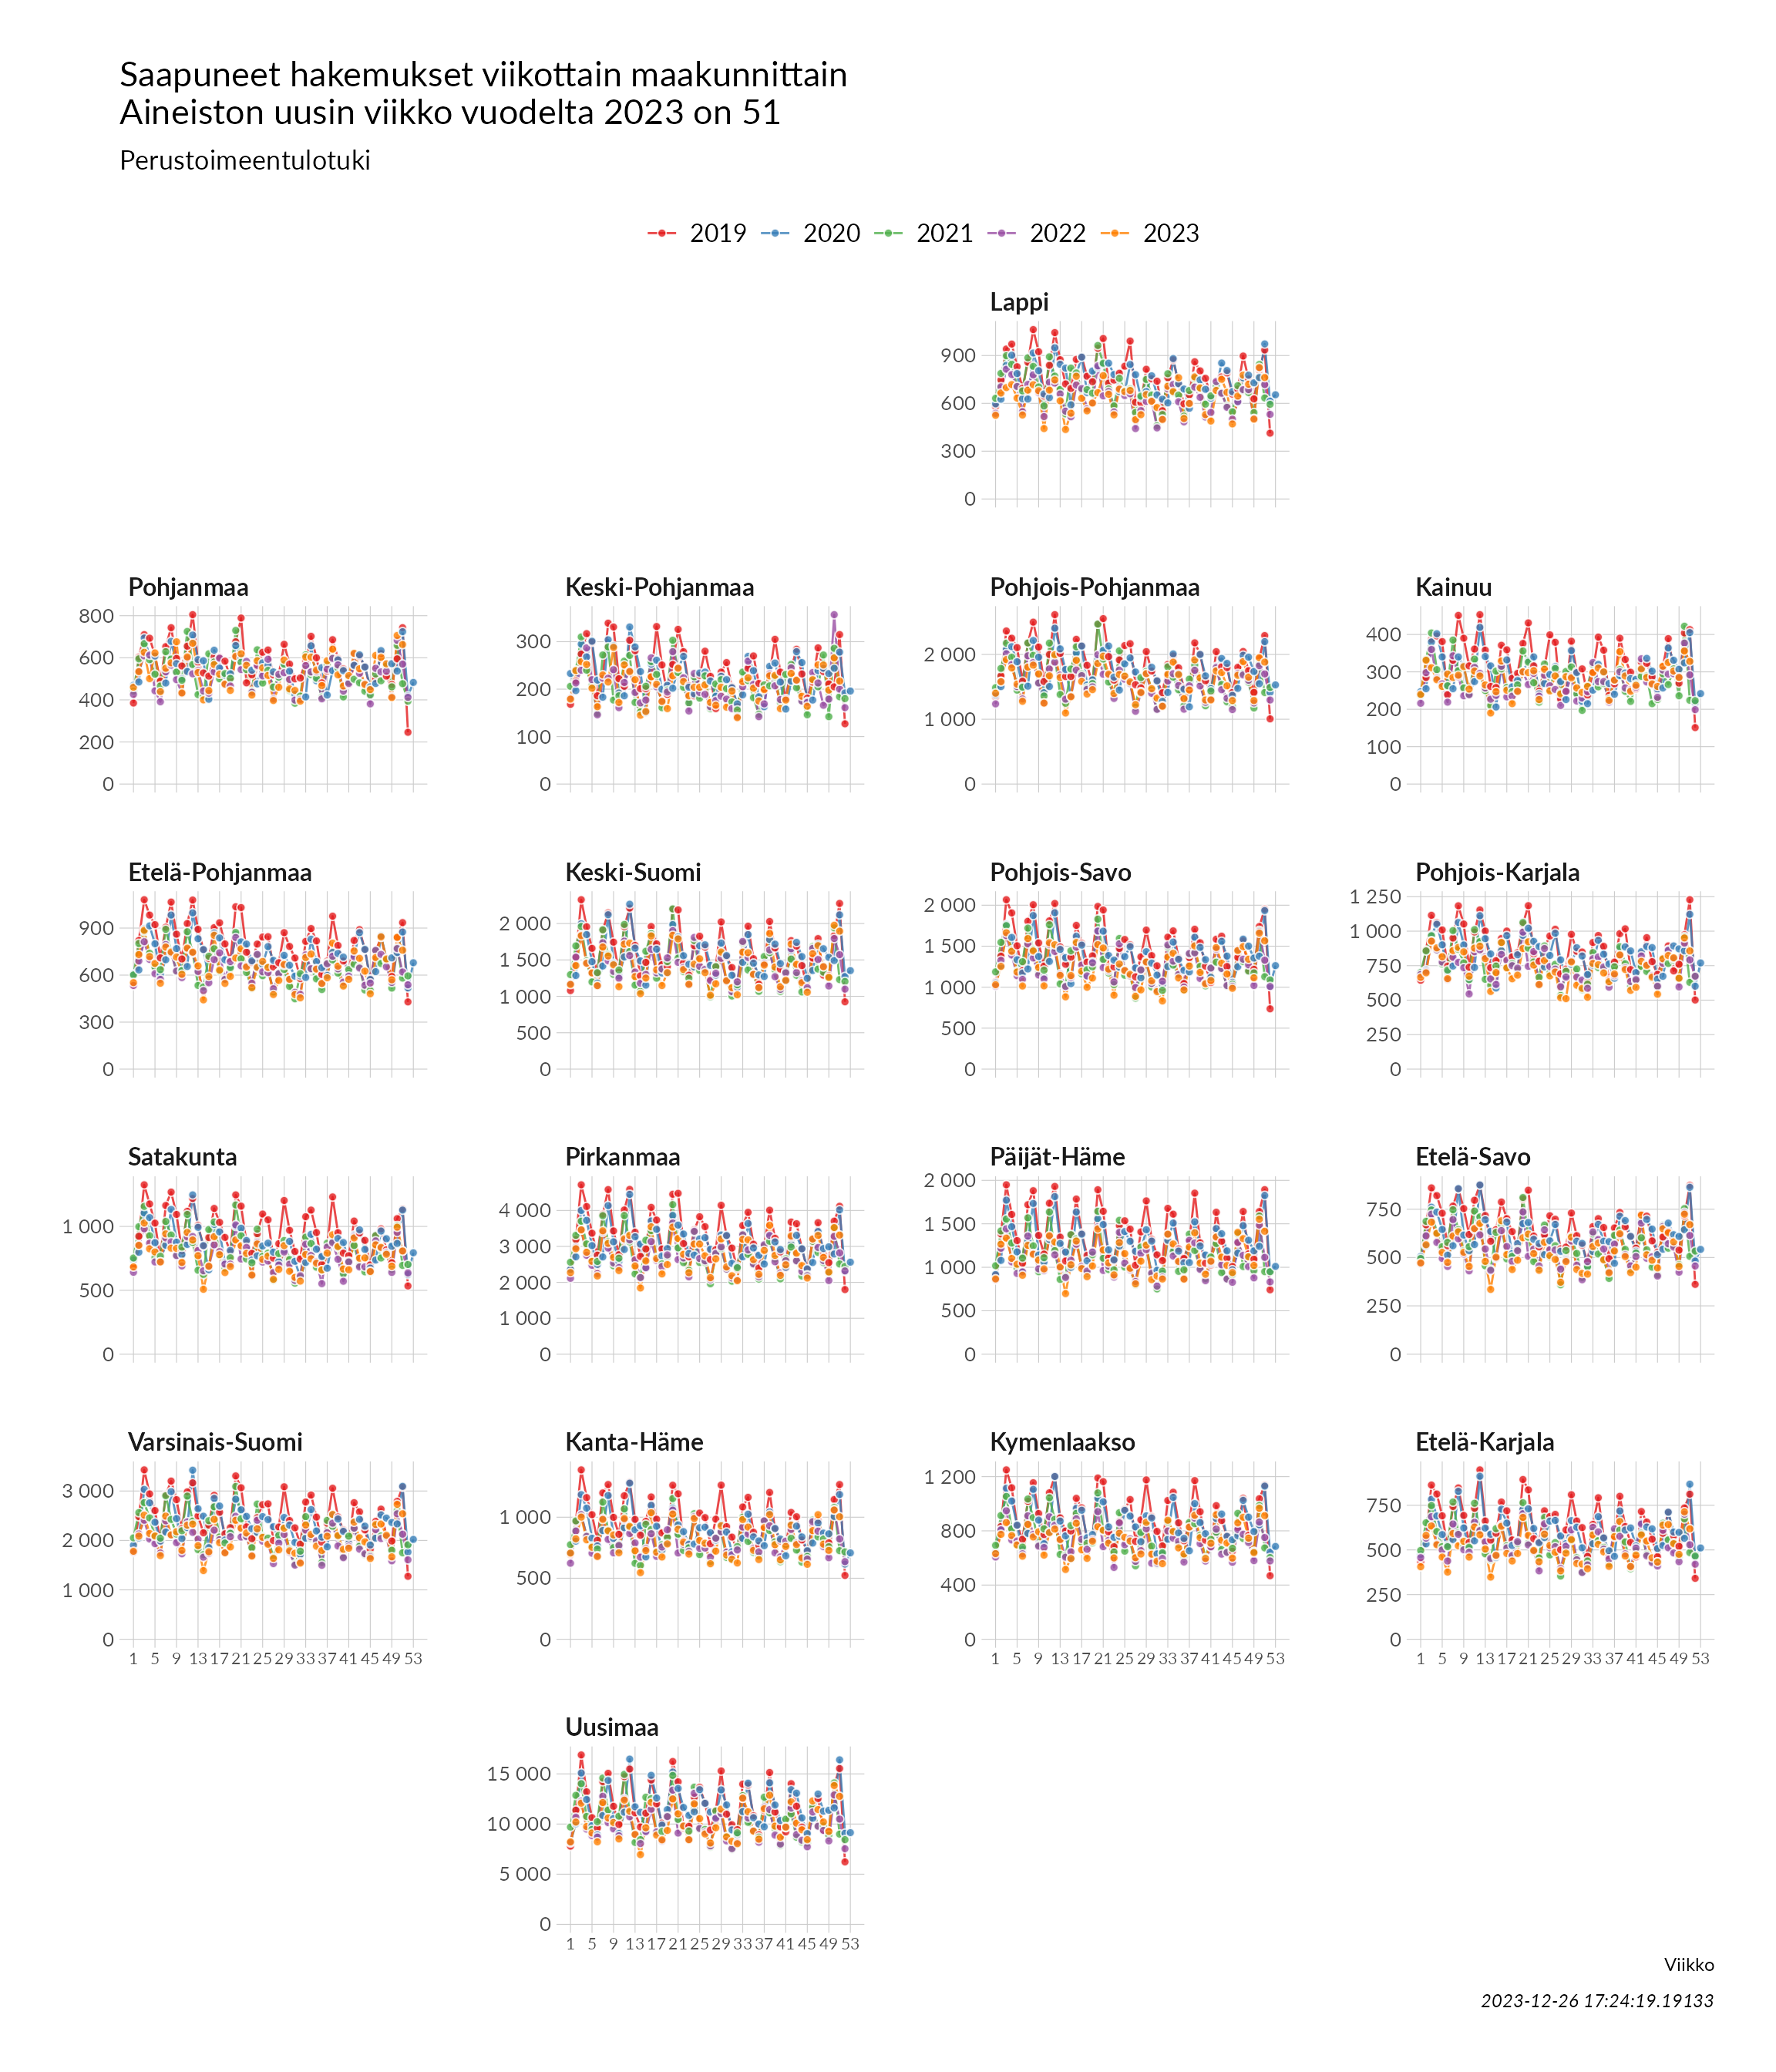 Saapuneet hakemukset viikottain maakunnittain
Aineiston uusin viikko vuodelta 2023 on 51
Perustoimeentulotuki
2019 2020 2021 2022 2023
Lappi
900
600
300
0
Pohjanmaa
800
600
400
200
0
Keski-Pohjanmaa
300
200
100
0
Pohjois-Pohjanmaa
2 000
1 000
0
Kainuu
400
300
200
100
0
Etelä-Pohjanmaa
900
600
300
0
Keski-Suomi
2 000
1 500
1 000
500
0
Pohjois-Savo
2 000
1 500
1 000
500
0
Pohjois-Karjala
1 250
1 000
750
500
250
0
Satakunta
1 000
500
0
Pirkanmaa
4 000
3 000
2 000
1 000
0
Päijät-Häme
2 000
1 500
1 000
500
0
Etelä-Savo
750
500
250
0
Varsinais-Suomi
3 000
2 000
1 000
0
1 5 9 13 17 21 25 29 33 37 41 45 49 53
Kanta-Häme
1 000
500
0
Kymenlaakso
1 200
800
400
0
1 5 9 13 17 21 25 29 33 37 41 45 49 53
Etelä-Karjala
750
500
250
0
1 5 9 13 17 21 25 29 33 37 41 45 49 53
Uusimaa
15 000
10 000
5 000
0
1 5 9 13 17 21 25 29 33 37 41 45 49 53
Viikko
2023-12-26 17:24:19.19133